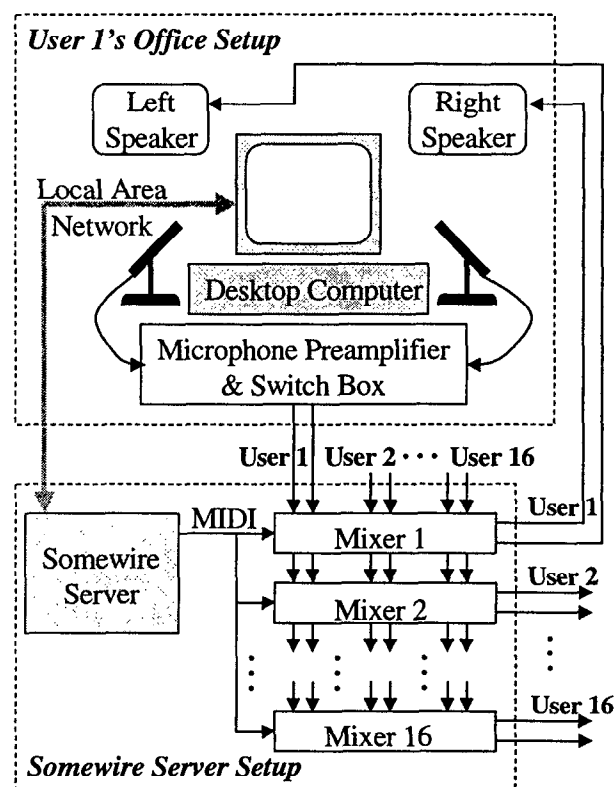 User 1's Office Setup
Left
Speaker
Right
Speaker
Local Area
Network
Desktop Computer
Microphone Preamplifier
& Switch Box
User 1 User 2 ··· User 16
User 1
MIDI
Mixer 1
Somewire
Server
User 2
Mixer 2
User 16
Mixer 16
Somewire Server Setup